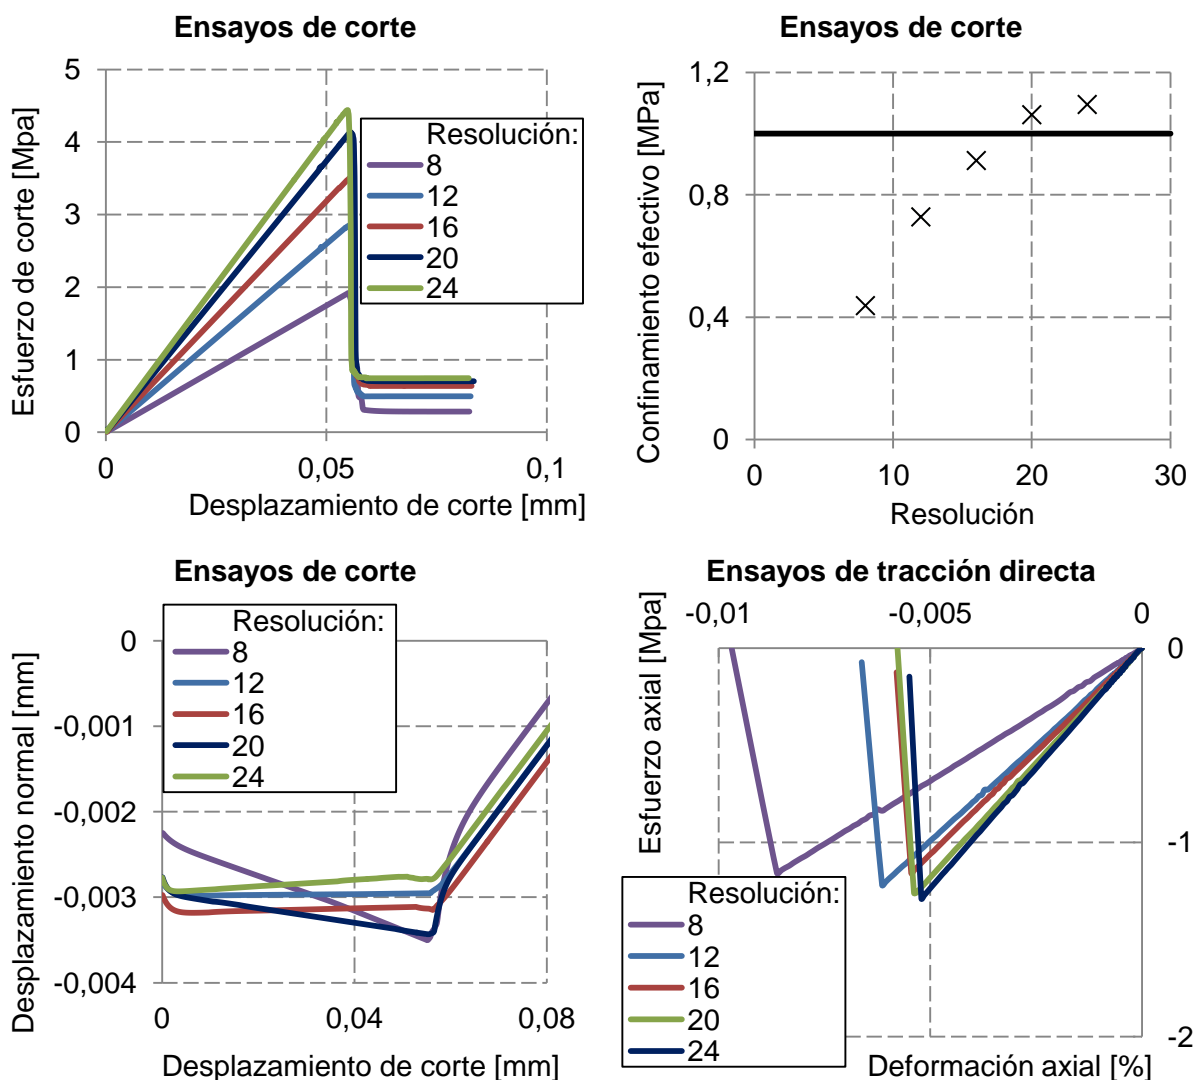 Ensayos de corte
Esfuerzo de corte [Mpa]
5
4
3
2
1
0
0 0,05 0,1
Desplazamiento de corte [mm]
Resolución:
8
12
16
20
24
Ensayos de corte
Confinamiento efectivo [MPa]
1,2
0,8
0,4
0
0 10 20 30
Resolución
Ensayos de corte
Desplazamiento normal [mm]
0
-0,001
-0,002
-0,003
-0,004
0 0,04 0,08
Desplazamiento de corte [mm]
Resolución:
8
12
16
20
24
Ensayos de tracción directa
-0,01 -0,005 0
Esfuerzo axial [Mpa]
0
-1
-2
Resolución:
8
12
16
20
24
Deformación axial [%]